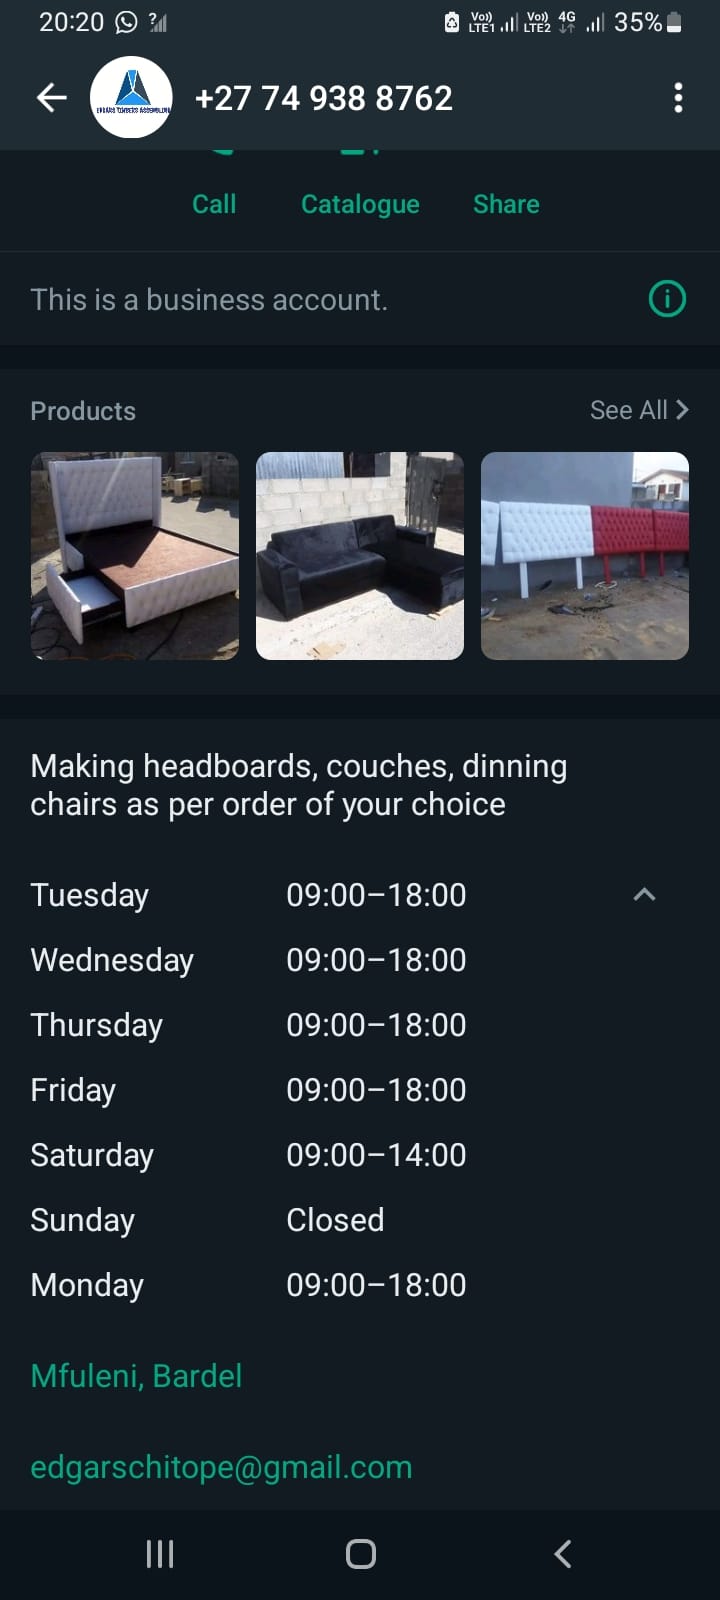 20:20
?
Vo))
LTE1
Vo))
LTE2
4G
35%
+27 74 938 8762
Call
Catalogue
Share
This is a business account.
Products
See All
Making headboards, couches, dinning
chairs as per order of your choice
Tuesday 09:00–18:00
Wednesday 09:00–18:00
Thursday 09:00–18:00
Friday 09:00–18:00
Saturday 09:00–14:00
Sunday Closed
Monday 09:00–18:00
Mfuleni, Bardel
edgarschitope@gmail.com